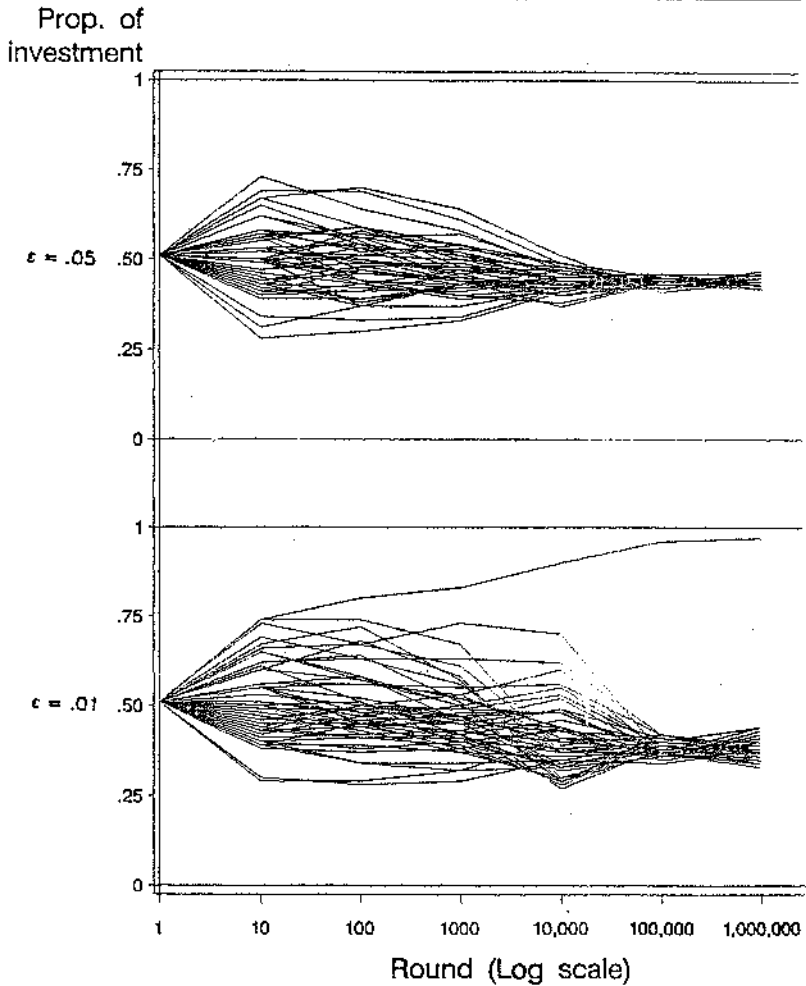 Prop. of
investment
1
.75
ε = .05 .50
.25
0
1
.75
ε = .01 .50
.25
0
1 10 100 1000 10,000 100,000 1,000,000
Round (Log scale)